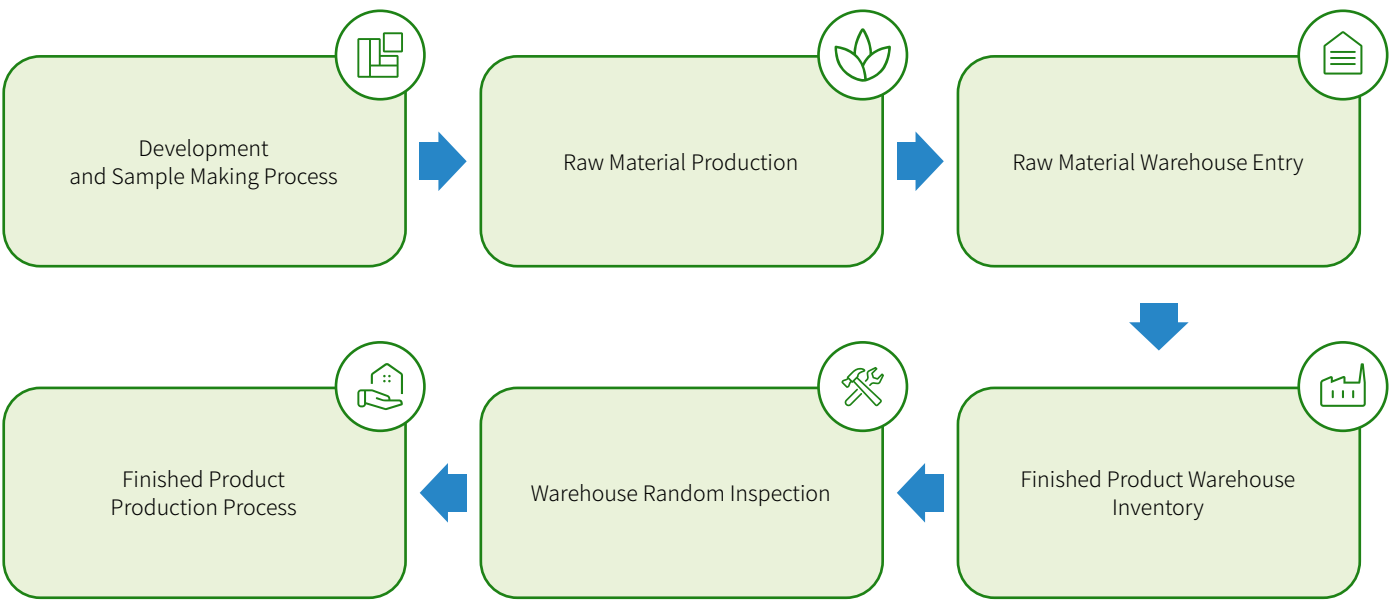 Development
and Sample Making Process
Raw Material Production
Raw Material Warehouse Entry
Finished Product Warehouse
Inventory
Warehouse Random Inspection
Finished Product
Production Process